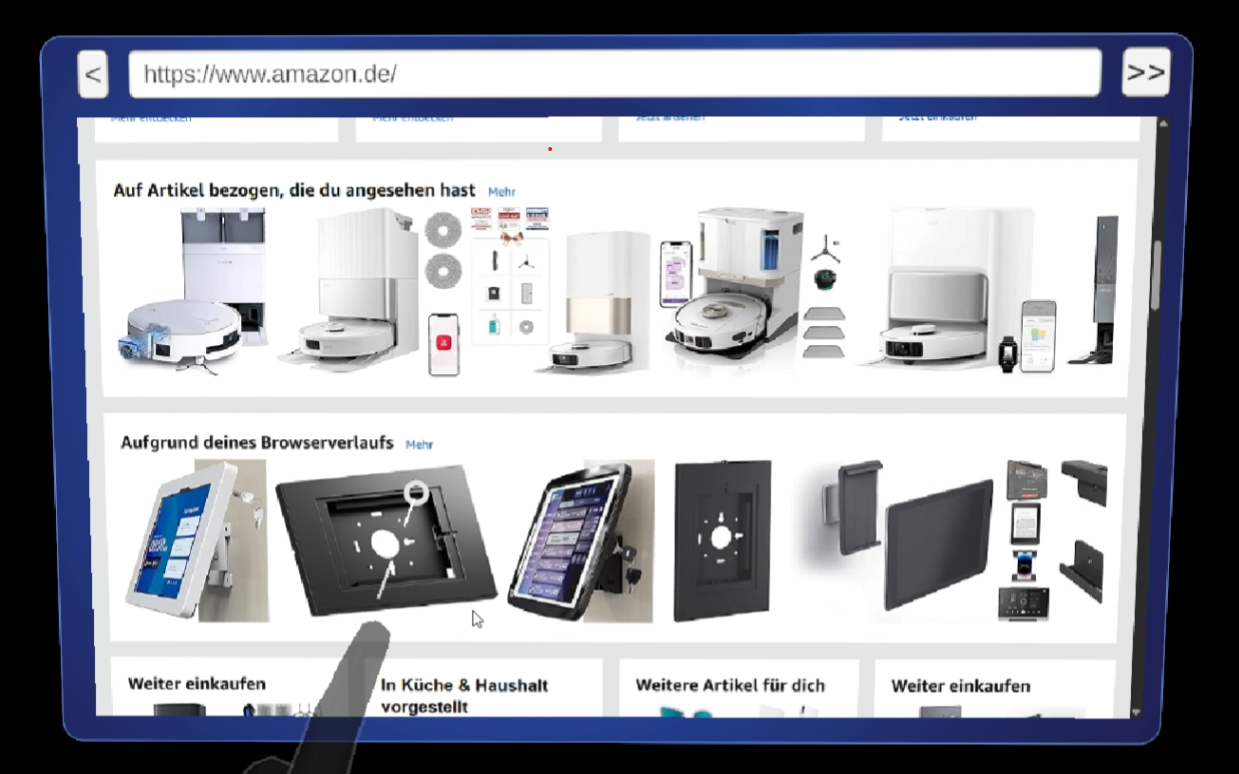 <
https://www.amazon.de/
>>
Mehr entdecken
Mehr entdecken
Jetzt ansehen
Jetzt einkaufen
Auf Artikel bezogen, die du angesehen hast Mehr
Aufgrund deines Browserverlaufs Mehr
Weiter einkaufen
In Küche & Haushalt
vorgestellt
Weitere Artikel für dich
Weiter einkaufen